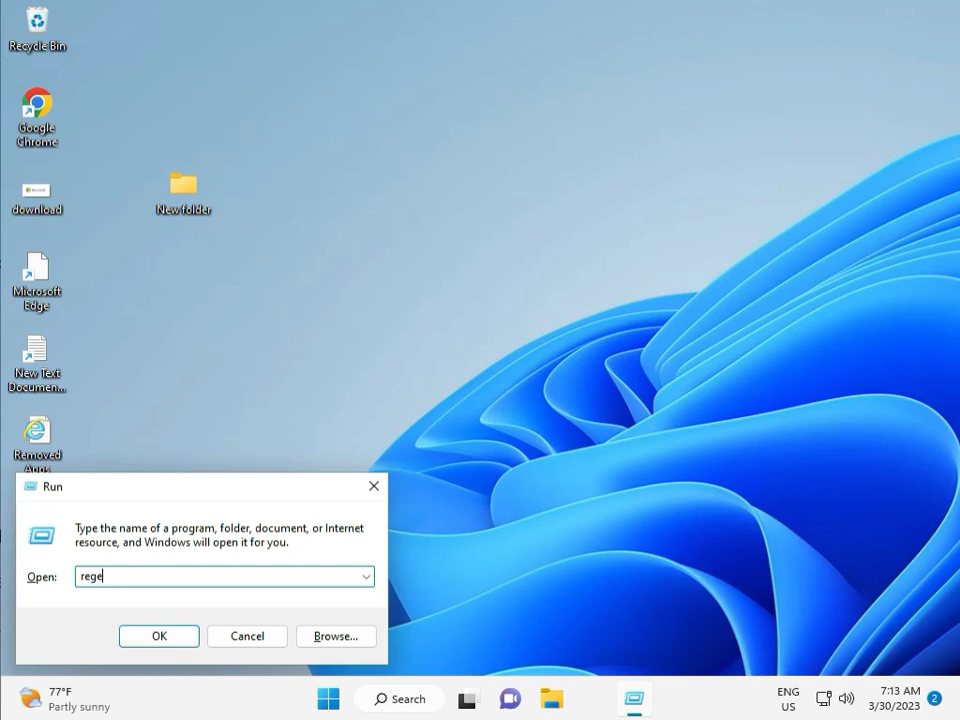 Recycle Bin
Google
Chrome
download
New folder
Microsoft
Edge
New Text
Documen...
Removed
Apps
Run
Type the name of a program, folder, document, or Internet
resource, and Windows will open it for you.
Open:
rege
OK
Cancel
Browse...
77°F
Partly sunny
Search
ENG
US
7:13 AM
3/30/2023
2